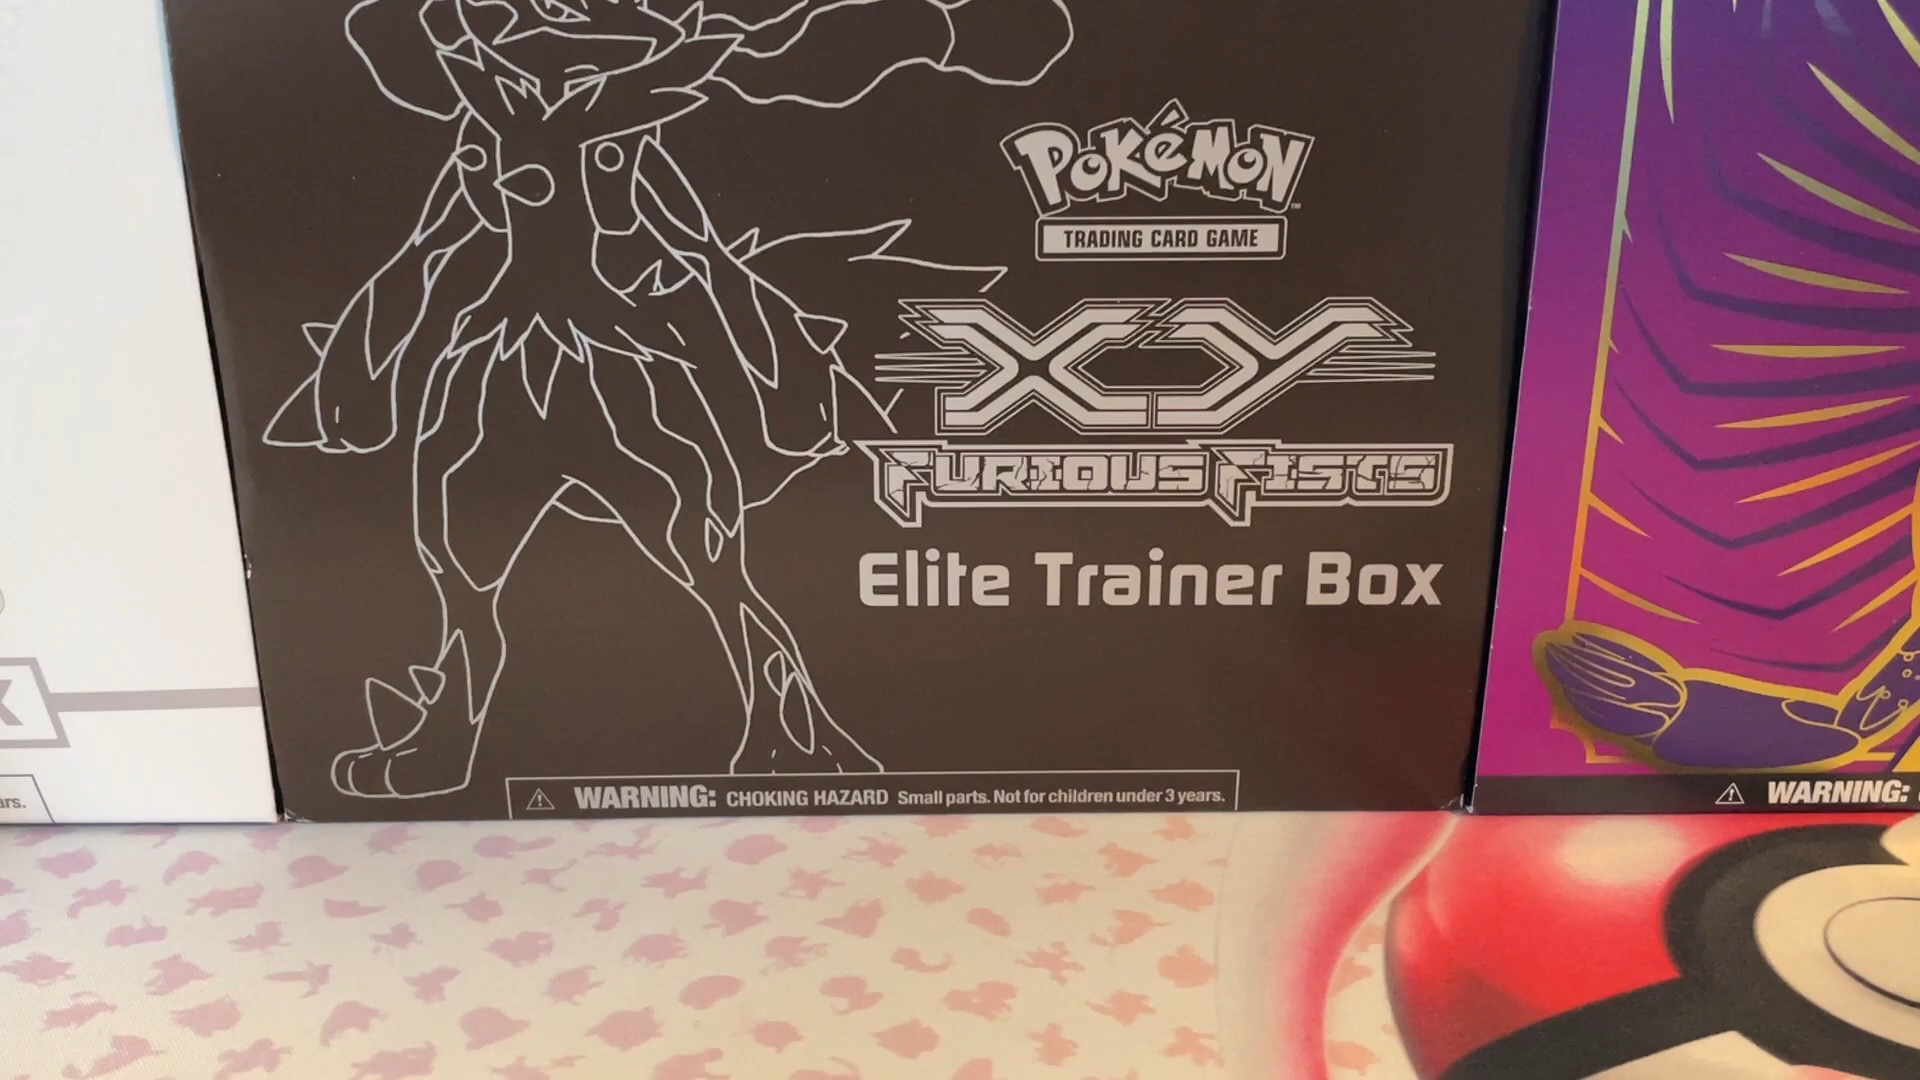 POKéMON
TRADING CARD GAME
XY
FURIOUS FISTS
Elite Trainer Box
WARNING: CHOKING HAZARD Small parts. Not for children under 3 years.
WARNING: